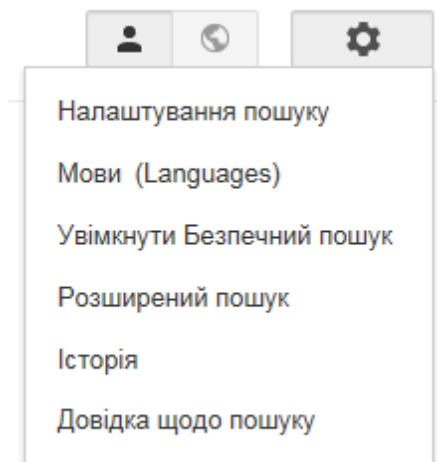 Налаштування пошуку
Мови (Languages)
Увімкнути Безпечний пошук
Розширений пошук
Історія
Довідка щодо пошуку